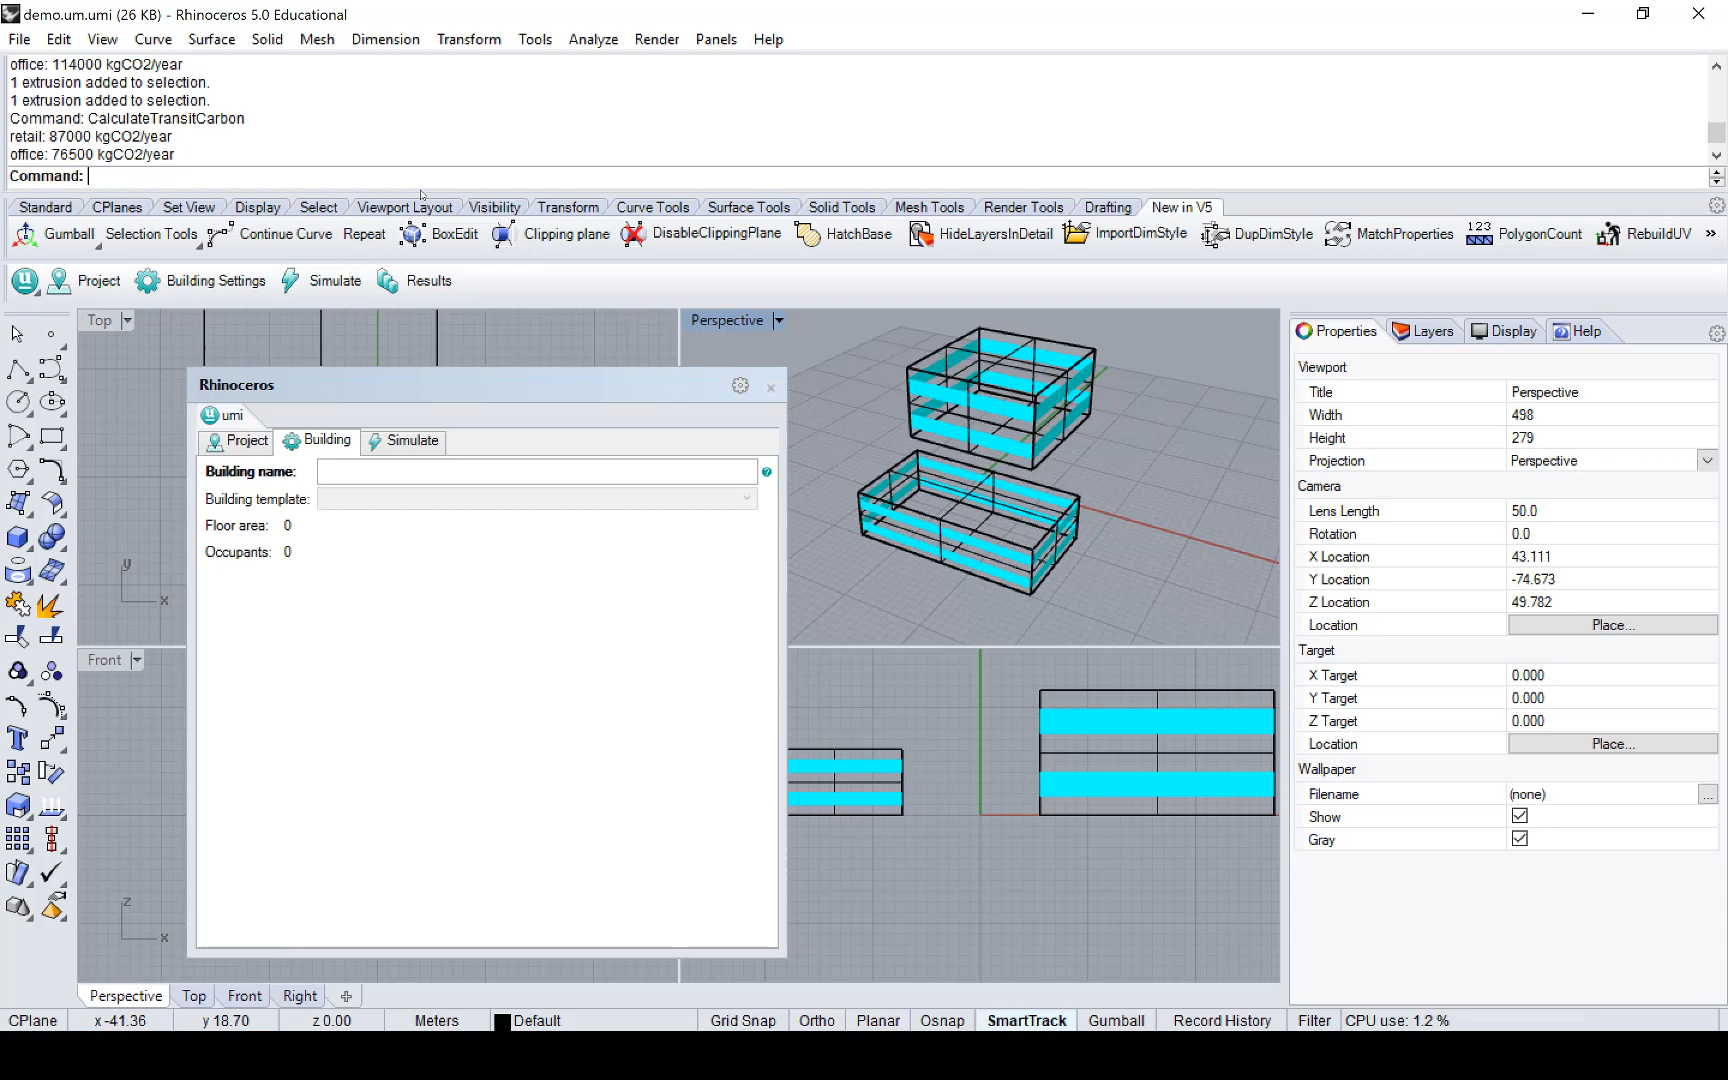 demo.um.umi (26 KB) - Rhinoceros 5.0 Educational
File Edit View Curve Surface Solid Mesh Dimension Transform Tools Analyze Render Panels Help
office: 114000 kgCO2/year
1 extrusion added to selection.
1 extrusion added to selection.
Command: CalculateTransitCarbon
retail: 87000 kgCO2/year
office: 76500 kgCO2/year
Command:
Standard CPlanes Set View Display Select Viewport Layout Visibility Transform Curve Tools Surface Tools Solid Tools Mesh Tools Render Tools Drafting New in V5
Gumball Selection Tools Continue Curve Repeat BoxEdit Clipping plane DisableClippingPlane HatchBase HideLayersInDetail ImportDimStyle DupDimStyle MatchProperties 123 PolygonCount RebuildUV »
Project Building Settings Simulate Results
Top
Perspective
Properties Layers Display Help
Viewport
Title Perspective
Width 498
Height 279
Projection Perspective
Camera
Lens Length 50.0
Rotation 0.0
X Location 43.111
Y Location -74.673
Z Location 49.782
Location Place...
Target
X Target 0.000
Y Target 0.000
Z Target 0.000
Location Place...
Wallpaper
Filename (none) ...
Show
Gray
Rhinoceros
umi
Project Building Simulate
Building name:
Building template:
Floor area: 0
Occupants: 0
y
x
Front
z
x
Perspective Top Front Right
CPlane x -41.36 y 18.70 z 0.00 Meters Default Grid Snap Ortho Planar Osnap SmartTrack Gumball Record History Filter CPU use: 1.2 %